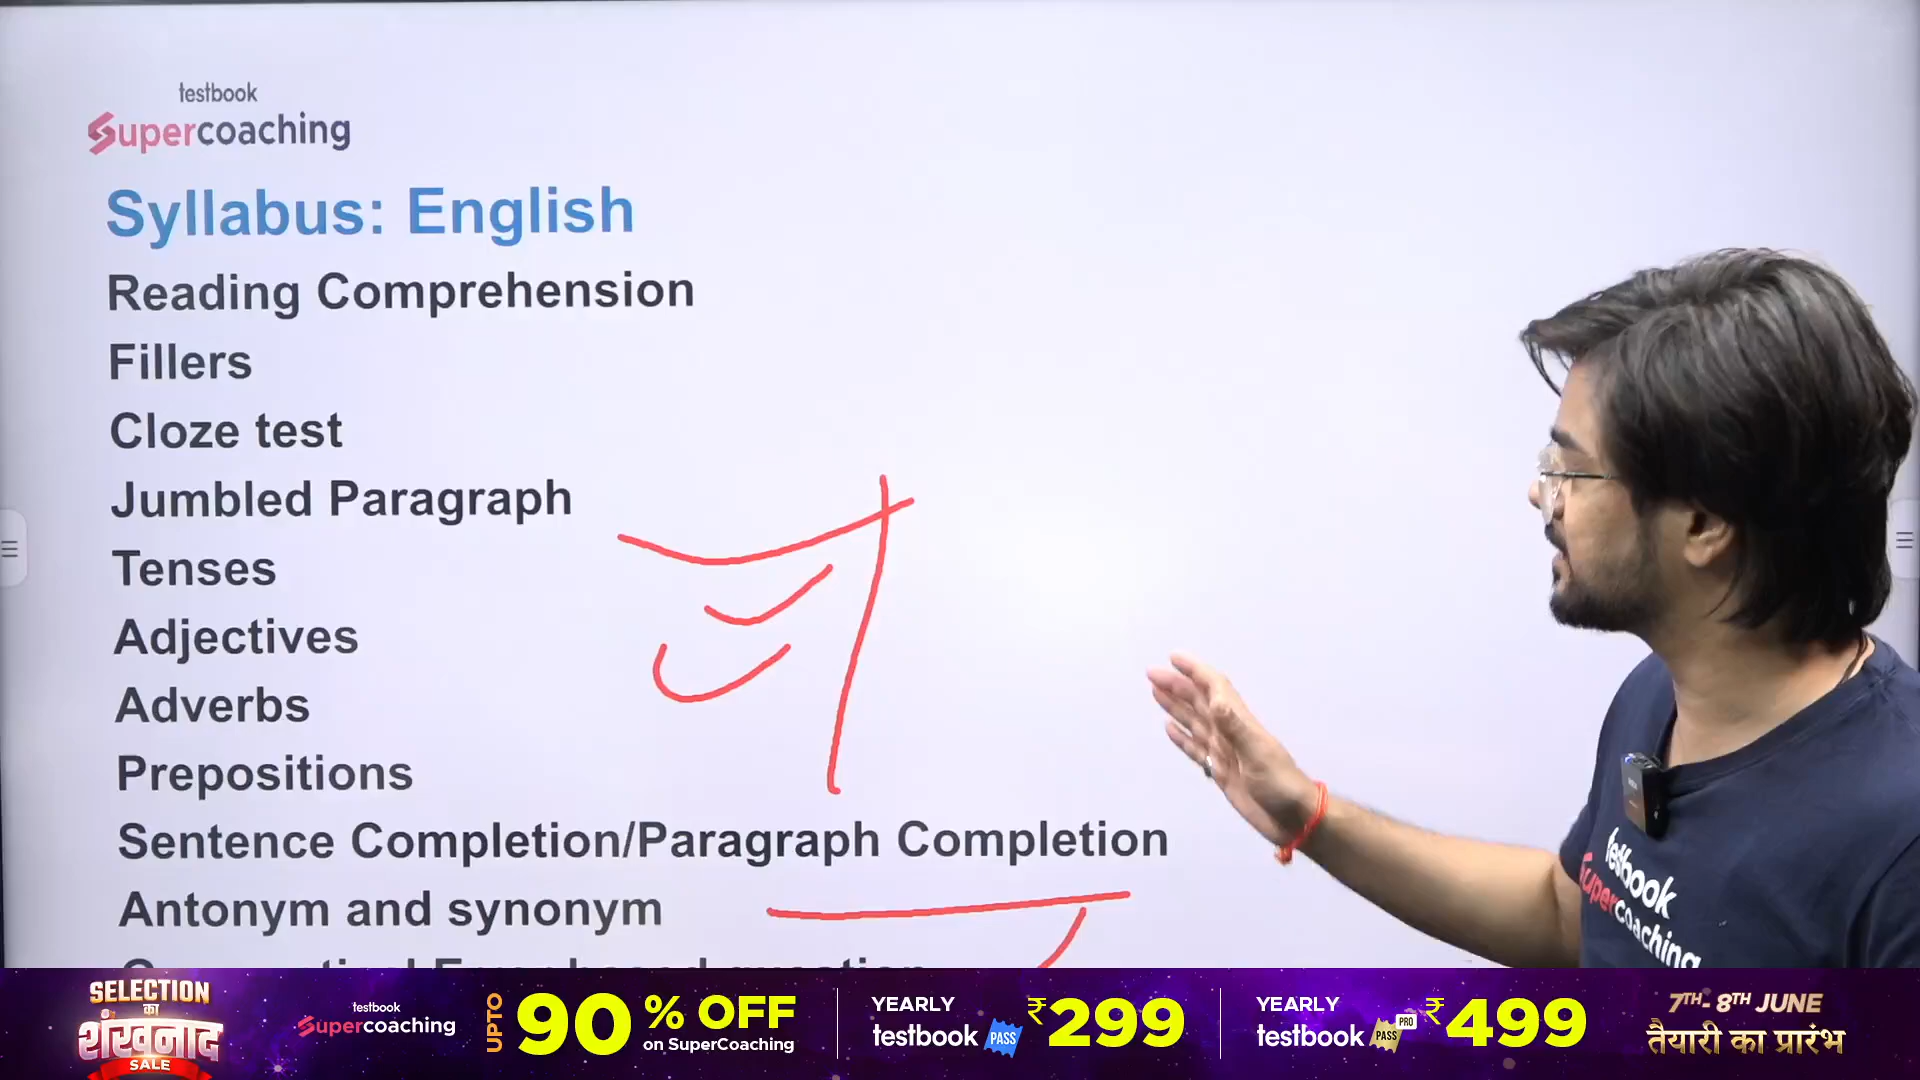 testbook
Supercoaching
Syllabus: English
Reading Comprehension
Fillers
Cloze test
Jumbled Paragraph
Tenses
Adjectives
Adverbs
Prepositions
Sentence Completion/Paragraph Completion
Antonym and synonym
testbook
Supercoaching
SELECTION
का
शंखनाद
SALE
testbook
Supercoaching
UPTO 90% OFF
on SuperCoaching
YEARLY
testbook PASS ₹299
YEARLY
testbook PASS PRO ₹499
7TH- 8TH JUNE
तैयारी का प्रारंभ